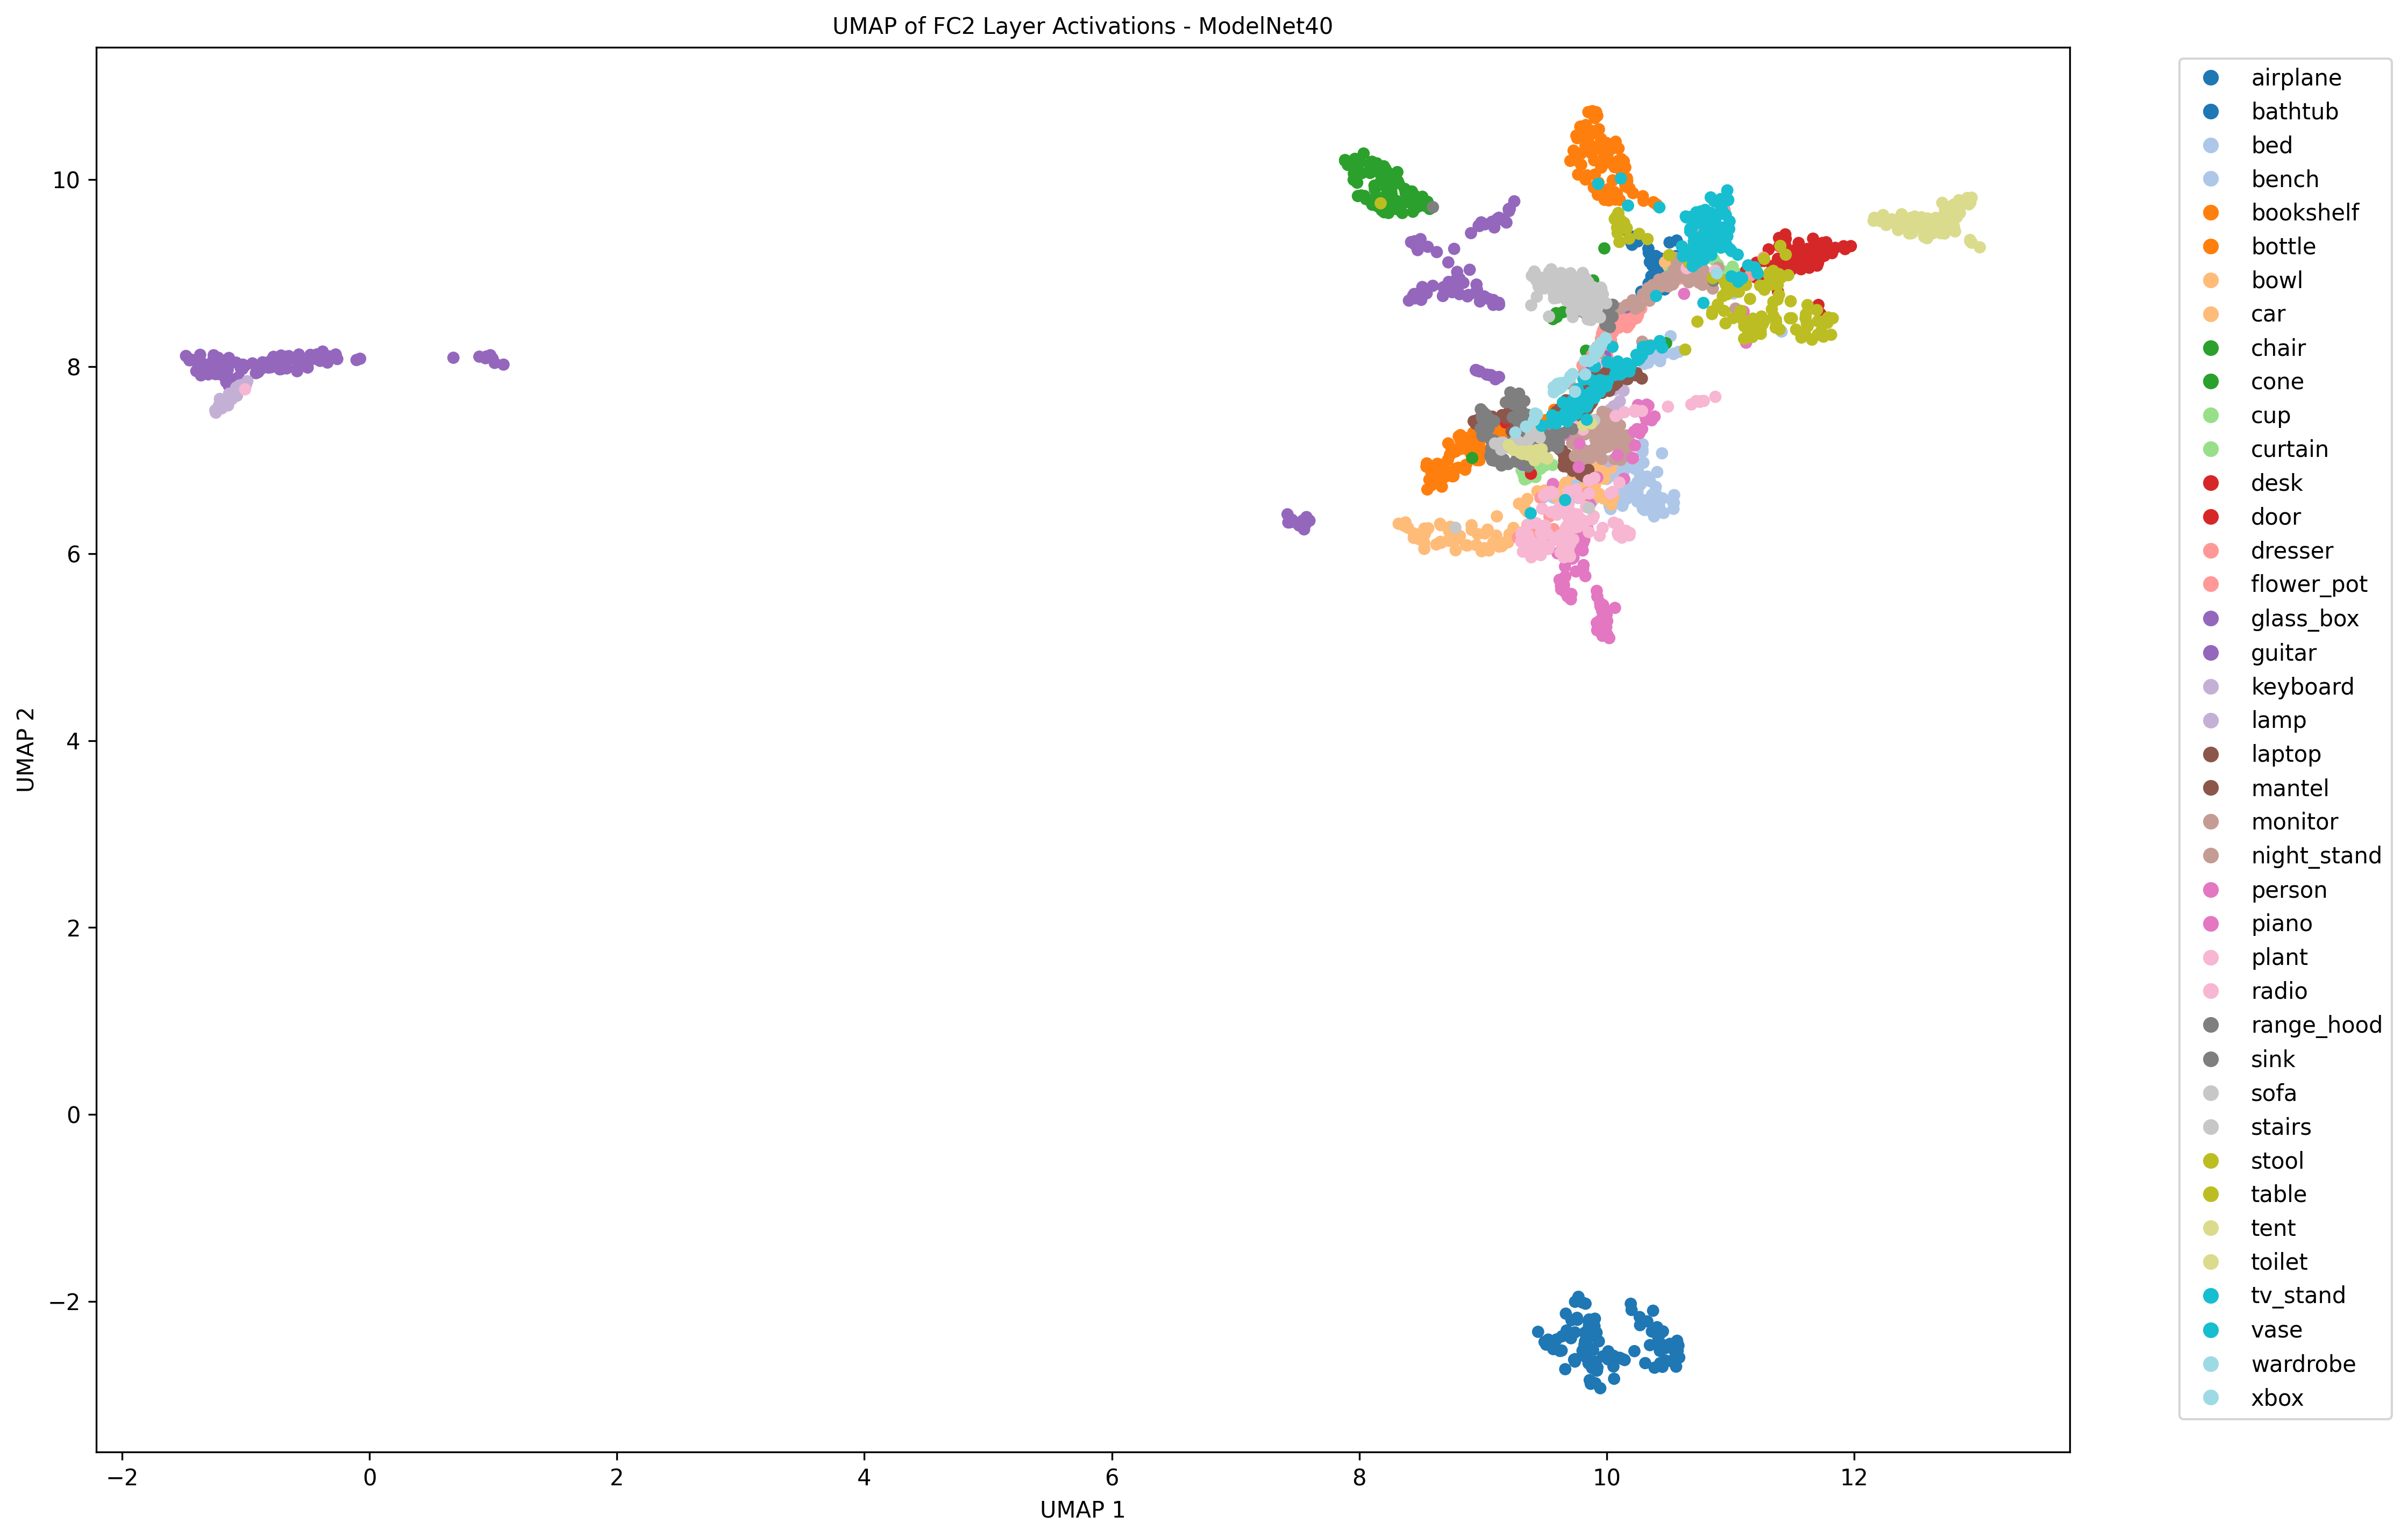 UMAP of FC2 Layer Activations - ModelNet40
10
8
6
4
2
0
−2
UMAP 2
−2
0
2
4
6
8
10
12
UMAP 1
airplane
bathtub
bed
bench
bookshelf
bottle
bowl
car
chair
cone
cup
curtain
desk
door
dresser
flower_pot
glass_box
guitar
keyboard
lamp
laptop
mantel
monitor
night_stand
person
piano
plant
radio
range_hood
sink
sofa
stairs
stool
table
tent
toilet
tv_stand
vase
wardrobe
xbox